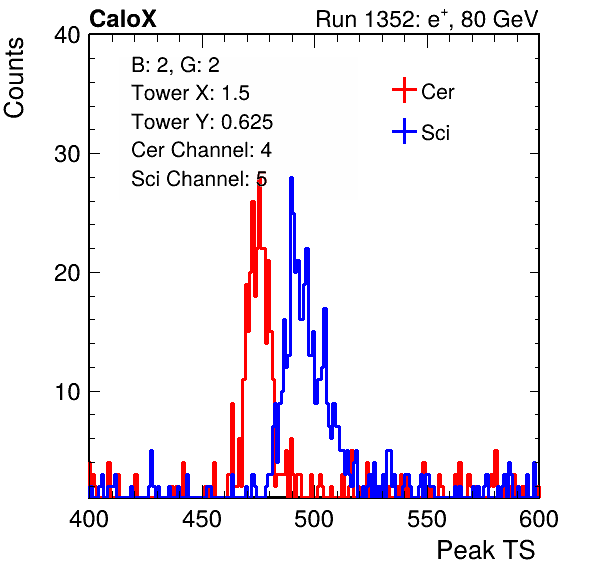 CaloX Run 1352: e⁺, 80 GeV
Counts
40
30
20
10
B: 2, G: 2
Tower X: 1.5
Tower Y: 0.625
Cer Channel: 4
Sci Channel: 5
Cer
Sci
400 450 500 550 600
Peak TS